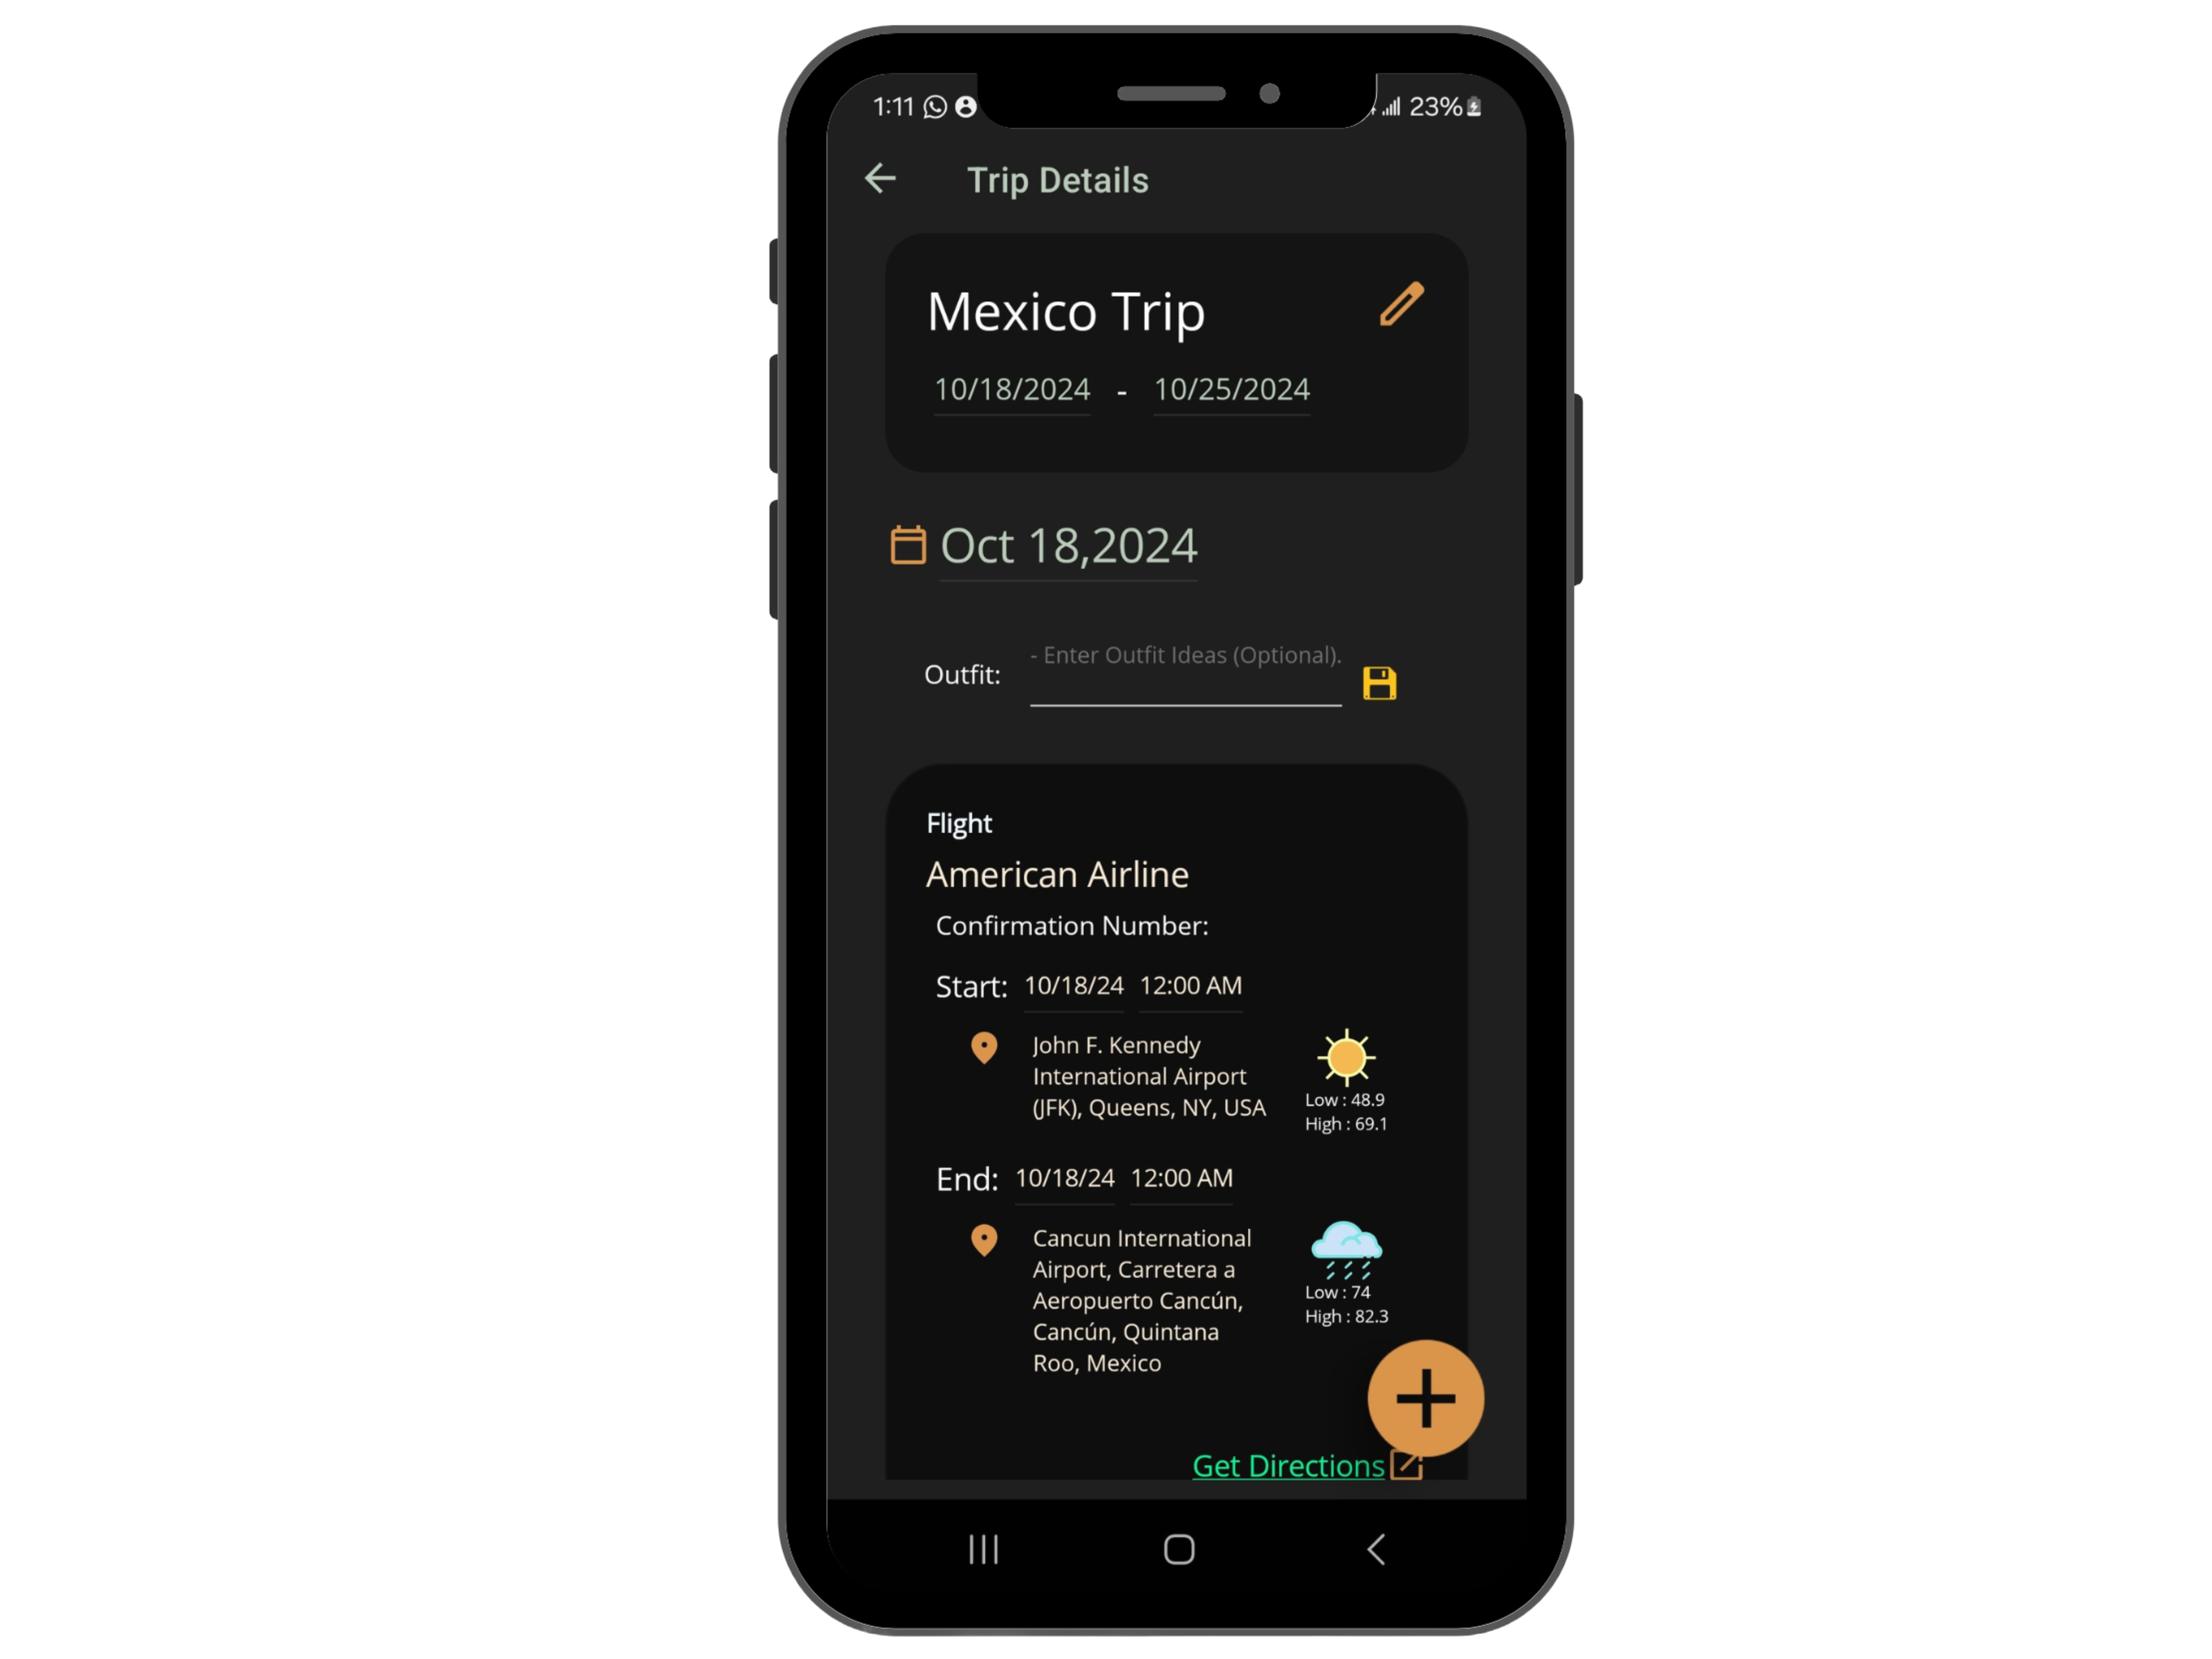 1:11
23%
Trip Details
Mexico Trip
10/18/2024 - 10/25/2024
Oct 18,2024
Outfit:
- Enter Outfit Ideas (Optional).
Flight
American Airline
Confirmation Number:
Start: 10/18/24 12:00 AM
John F. Kennedy
International Airport
(JFK), Queens, NY, USA
Low : 48.9
High : 69.1
End: 10/18/24 12:00 AM
Cancun International
Airport, Carretera a
Aeropuerto Cancún,
Cancún, Quintana
Roo, Mexico
Low : 74
High : 82.3
Get Directions